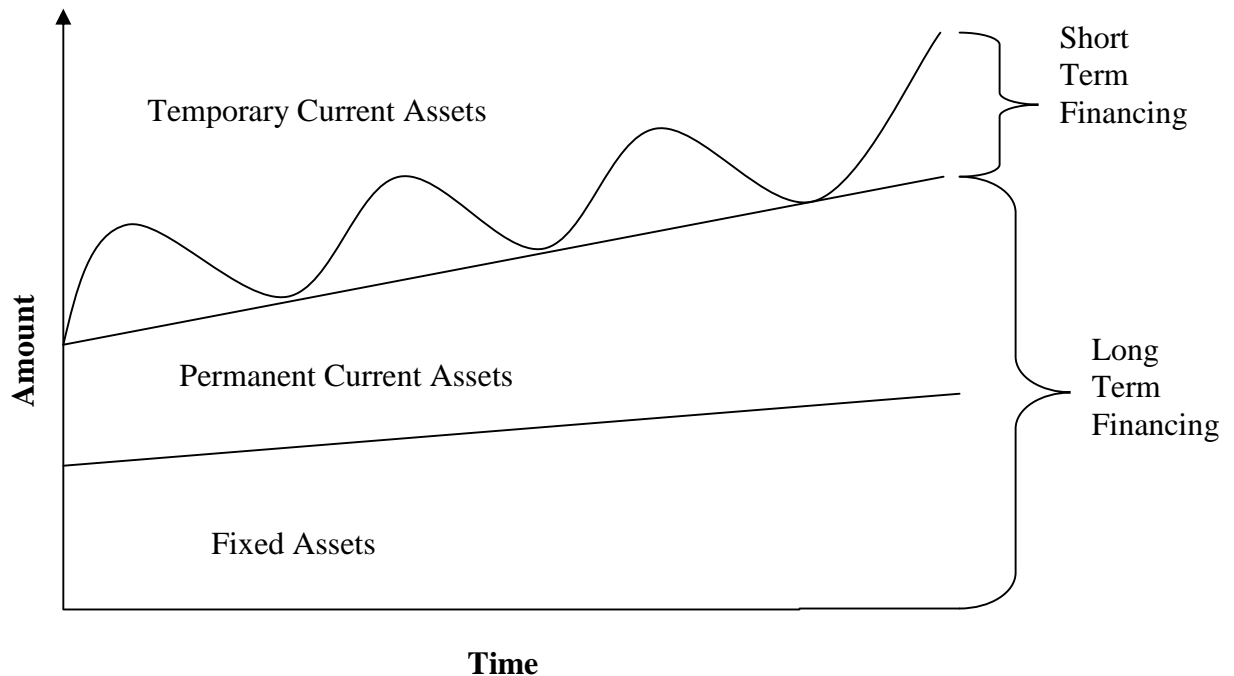 Short
Term
Financing
Temporary Current Assets
Amount
Permanent Current Assets
Long
Term
Financing
Fixed Assets
Time